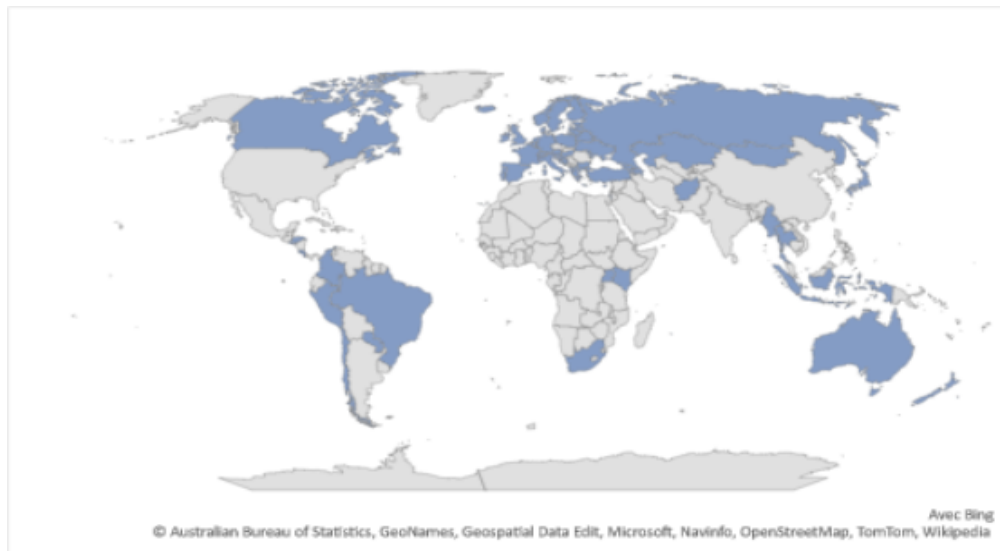 Avec Bing
© Australian Bureau of Statistics, GeoNames, Geospatial Data Edit, Microsoft, Navinfo, OpenStreetMap, TomTom, Wikipedia